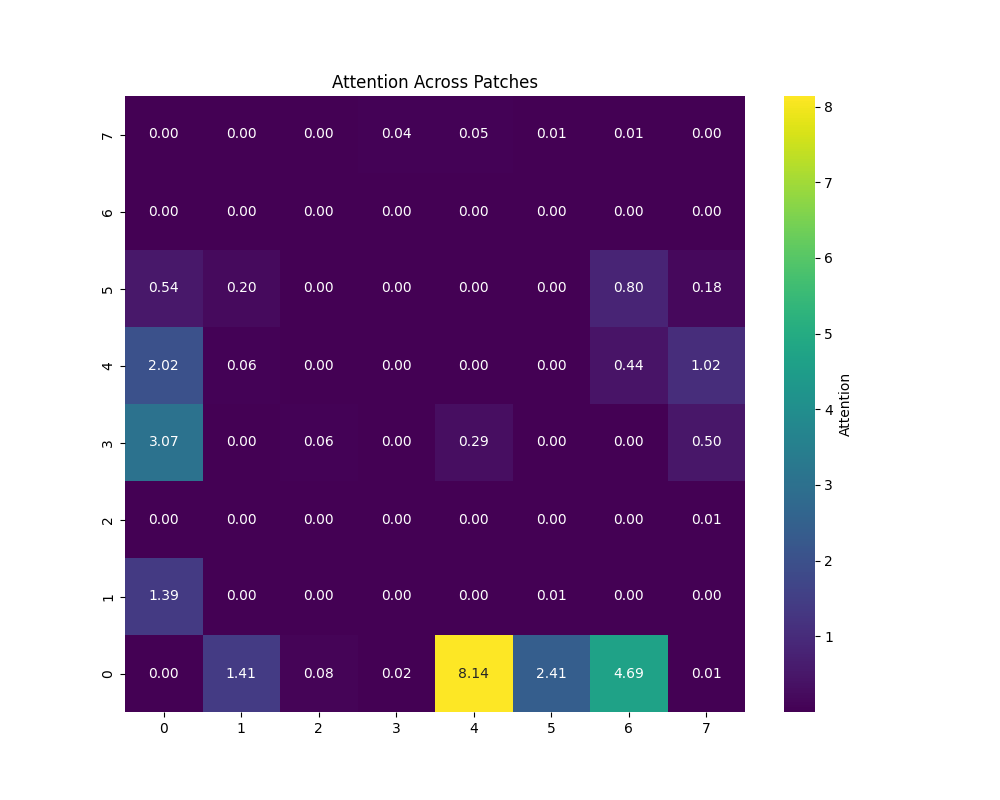 Attention Across Patches
7 0.00 0.00 0.00 0.04 0.05 0.01 0.01 0.00
6 0.00 0.00 0.00 0.00 0.00 0.00 0.00 0.00
5 0.54 0.20 0.00 0.00 0.00 0.00 0.80 0.18
4 2.02 0.06 0.00 0.00 0.00 0.00 0.44 1.02
3 3.07 0.00 0.06 0.00 0.29 0.00 0.00 0.50
2 0.00 0.00 0.00 0.00 0.00 0.00 0.00 0.01
1 1.39 0.00 0.00 0.00 0.00 0.01 0.00 0.00
0 0.00 1.41 0.08 0.02 8.14 2.41 4.69 0.01
0 1 2 3 4 5 6 7
8
7
6
5
4
3
2
1
Attention